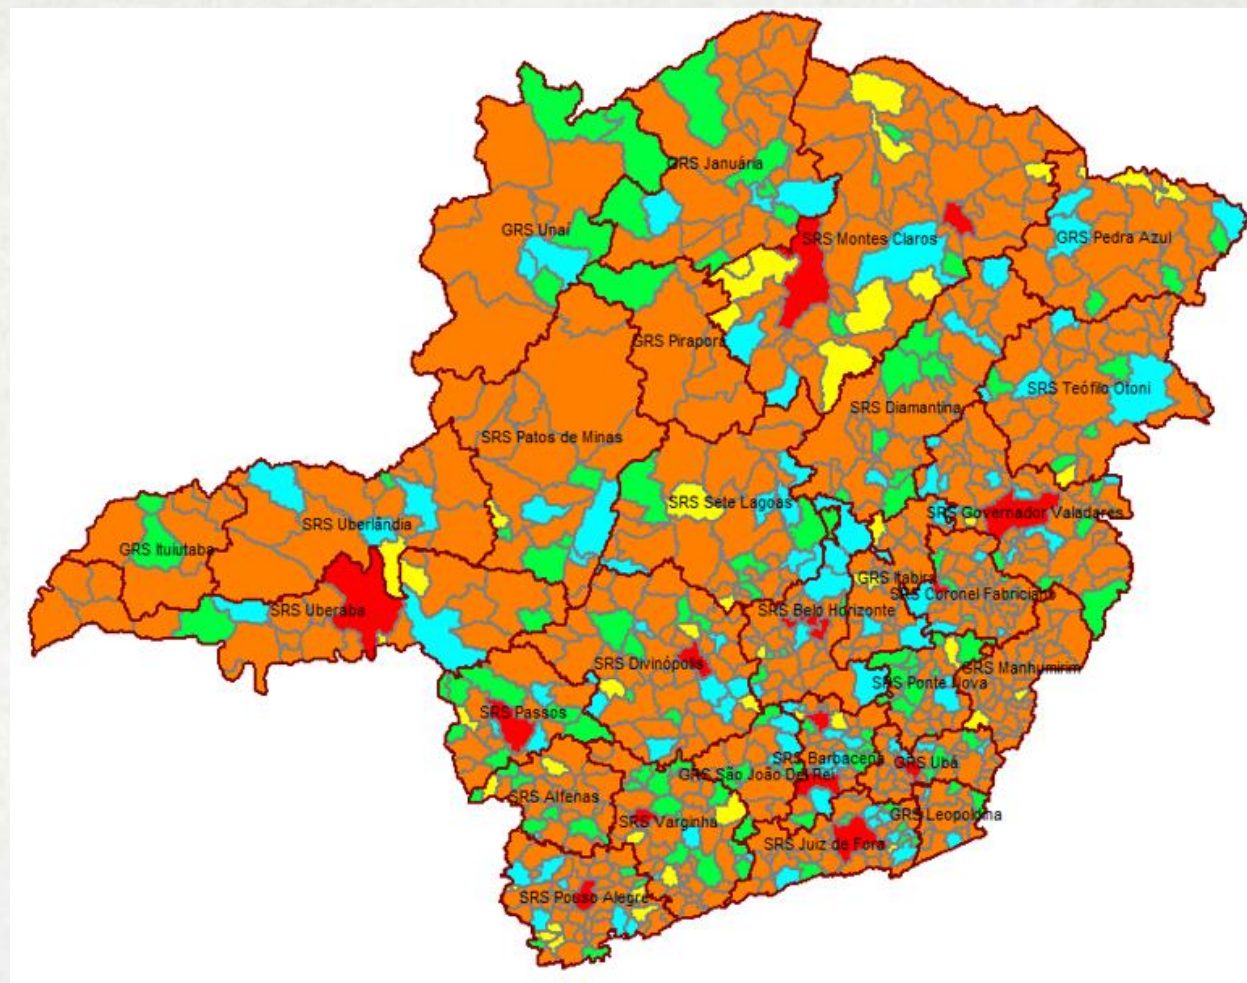 GRS Januária
GRS Unaí
SRS Montes Claros
GRS Pedra Azul
GRS Pirapora
SRS Teófilo Otoni
SRS Diamantina
SRS Patos de Minas
SRS Sete Lagoas
SRS Governador Valadares
SRS Uberlândia
GRS Ituiutaba
GRS Itabira
SRS Coronel Fabriciano
SRS Uberaba
SRS Belo Horizonte
SRS Divinópolis
GRS Manhumirim
SRS Ponte Nova
SRS Passos
SRS Barbacena
GRS Ubá
GRS São João Del Rei
SRS Alfenas
GRS Leopoldina
SRS Varginha
SRS Juiz de Fora
SRS Pouso Alegre